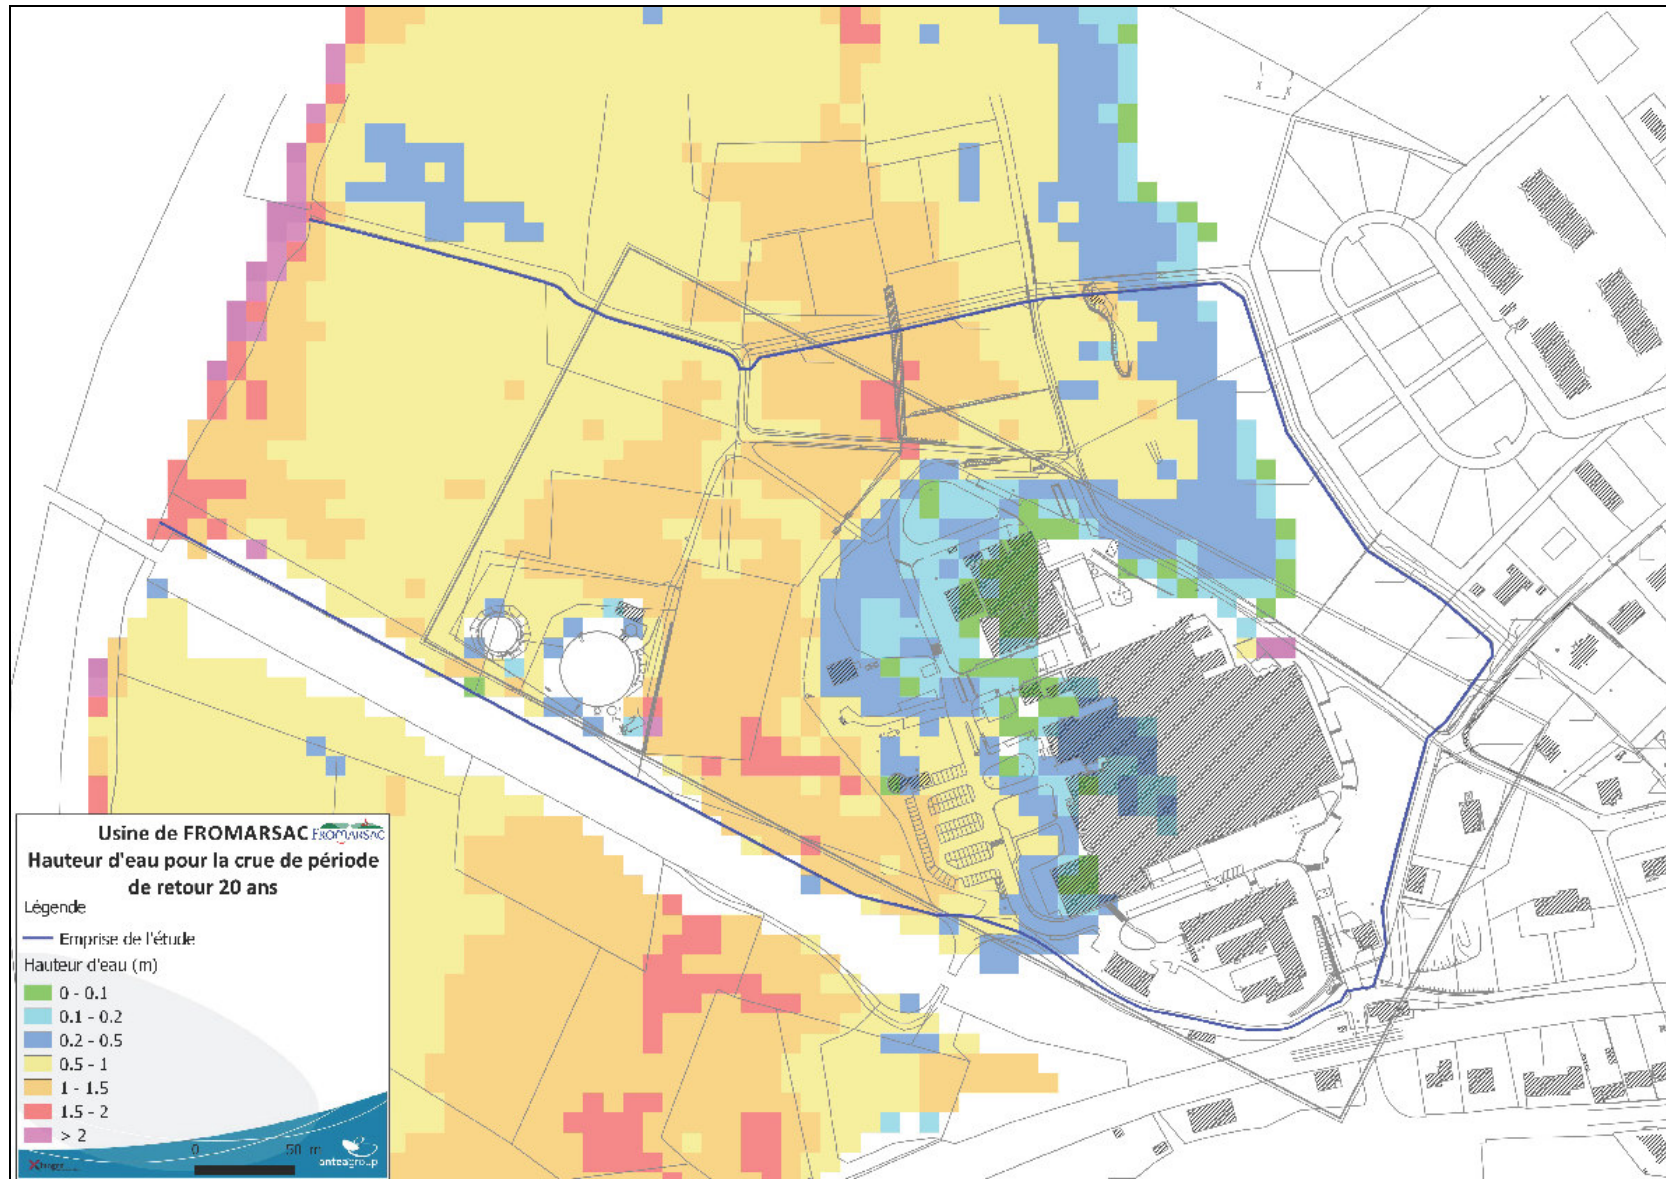 Usine de FROMARSAC FROMARSAC
Hauteur d'eau pour la crue de période
de retour 20 ans
Légende
Emprise de l'étude
Hauteur d'eau (m)
0 - 0.1
0.1 - 0.2
0.2 - 0.5
0.5 - 1
1 - 1.5
1.5 - 2
> 2
0 50 m
anteagroup